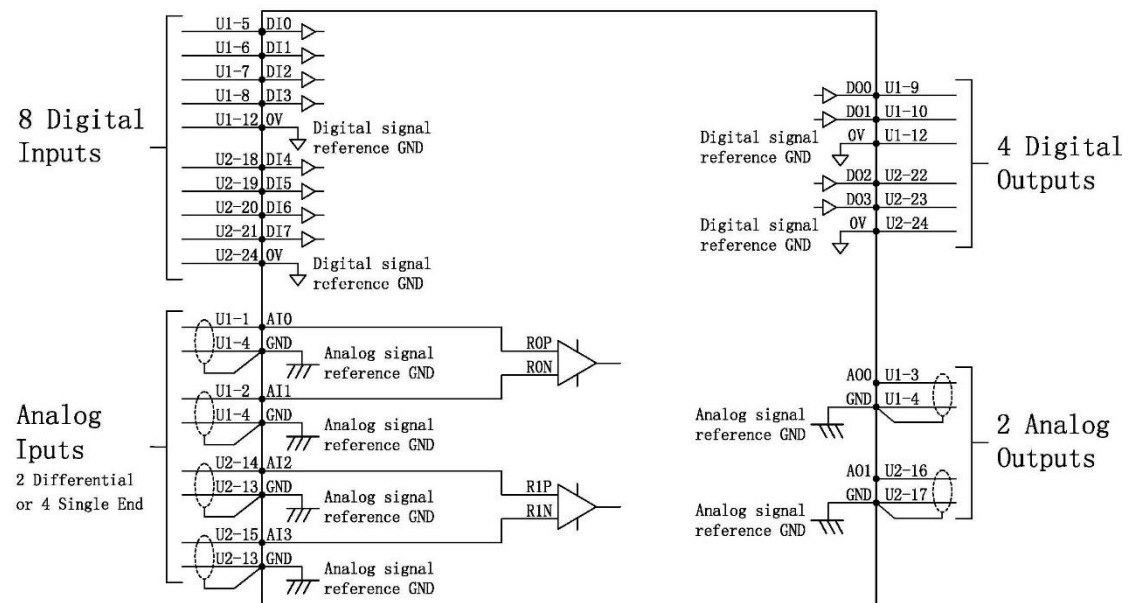 8 Digital
Inputs
U1-5 DI0
U1-6 DI1
U1-7 DI2
U1-8 DI3
U1-12 0V
Digital signal
reference GND
U2-18 DI4
U2-19 DI5
U2-20 DI6
U2-21 DI7
U2-24 0V
Digital signal
reference GND
DO0 U1-9
DO1 U1-10
0V U1-12
Digital signal
reference GND
DO2 U2-22
DO3 U2-23
0V U2-24
Digital signal
reference GND
4 Digital
Outputs
Analog
Iputs
2 Differential
or 4 Single End
U1-1 AI0
U1-4 GND
Analog signal
reference GND
R0P
R0N
U1-2 AI1
U1-4 GND
Analog signal
reference GND
U2-14 AI2
U2-13 GND
Analog signal
reference GND
R1P
R1N
U2-15 AI3
U2-13 GND
Analog signal
reference GND
AO0 U1-3
GND U1-4
Analog signal
reference GND
AO1 U2-16
GND U2-17
Analog signal
reference GND
2 Analog
Outputs